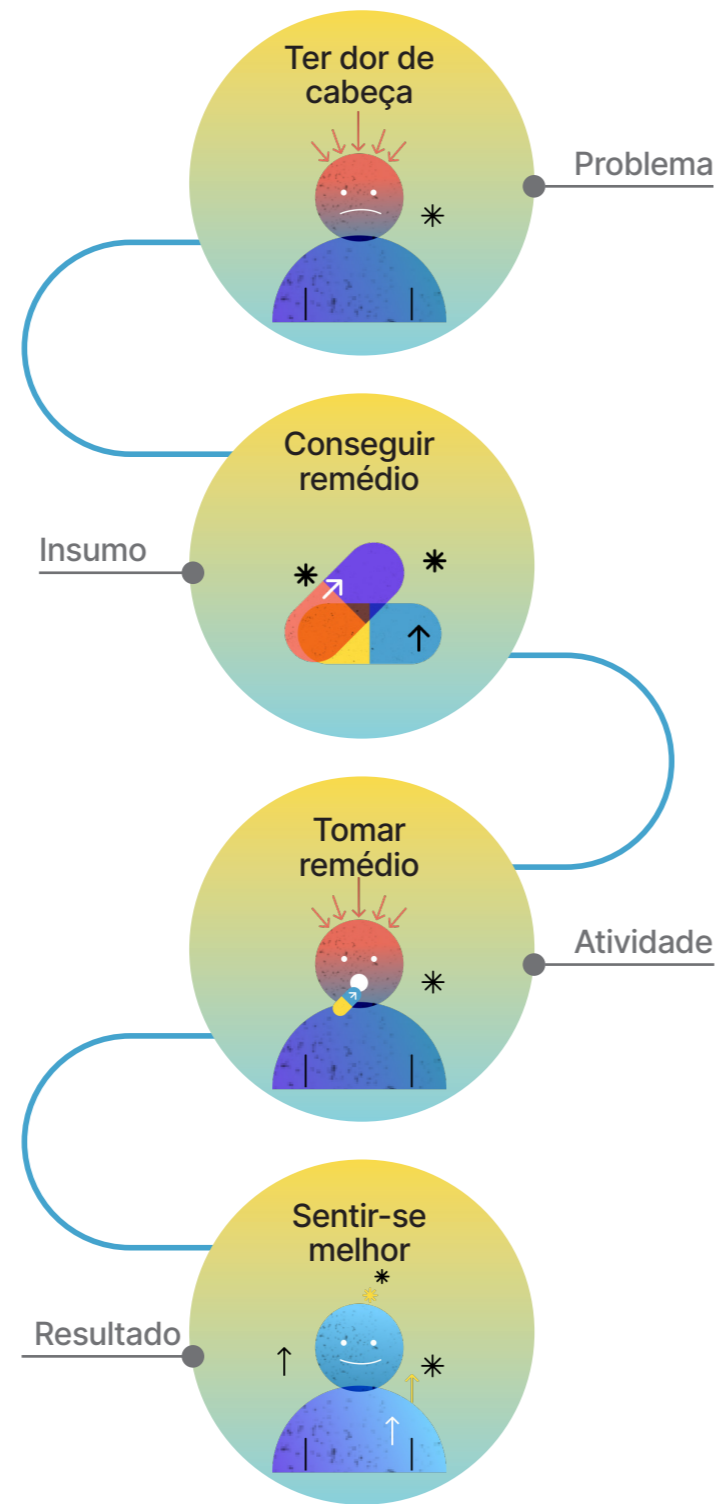 Ter dor de
cabeça
Problema
Conseguir
remédio
Insumo
Tomar
remédio
Atividade
Sentir-se
melhor
Resultado